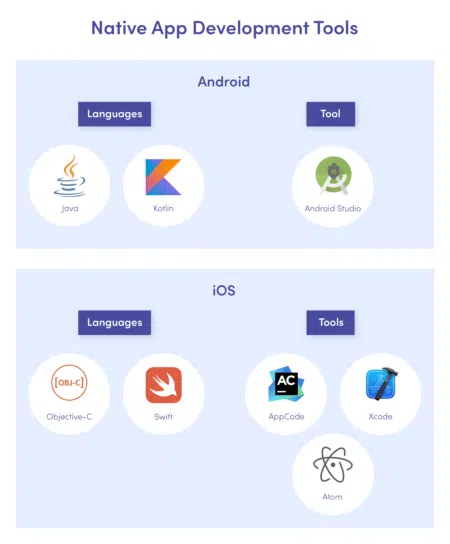 Native App Development Tools
Android
Languages
Tool
Java
Kotlin
Android Studio
iOS
Languages
Tools
[OBJ-C]
AC
Objective-C
Swift
AppCode
Xcode
Atom